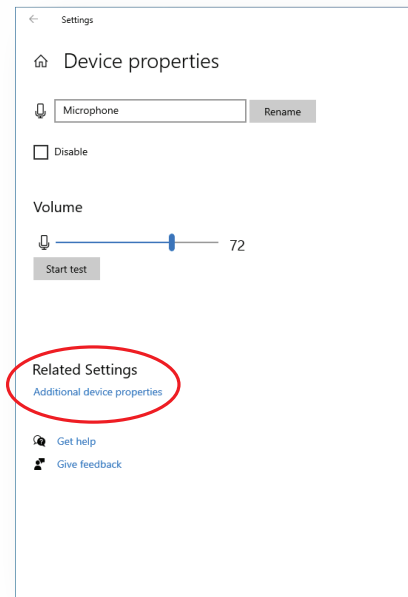 Settings
Device properties
Microphone
Rename
Disable
Volume
72
Start test
Related Settings
Additional device properties
Get help
Give feedback